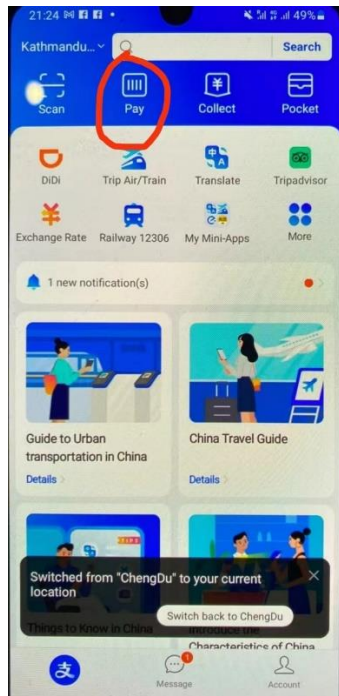 21:24
49%
Kathmandu...
Search
Scan
Pay
Collect
Pocket
DiDi
Trip Air/Train
Translate
Tripadvisor
Exchange Rate
Railway 12306
My Mini-Apps
More
1 new notification(s)
Guide to Urban
transportation in China
Details
China Travel Guide
Details
Switched from "ChengDu" to your current
location
Switch back to ChengDu
Things to Know in China
Introduce the
Characteristics of China
支
Message
Account